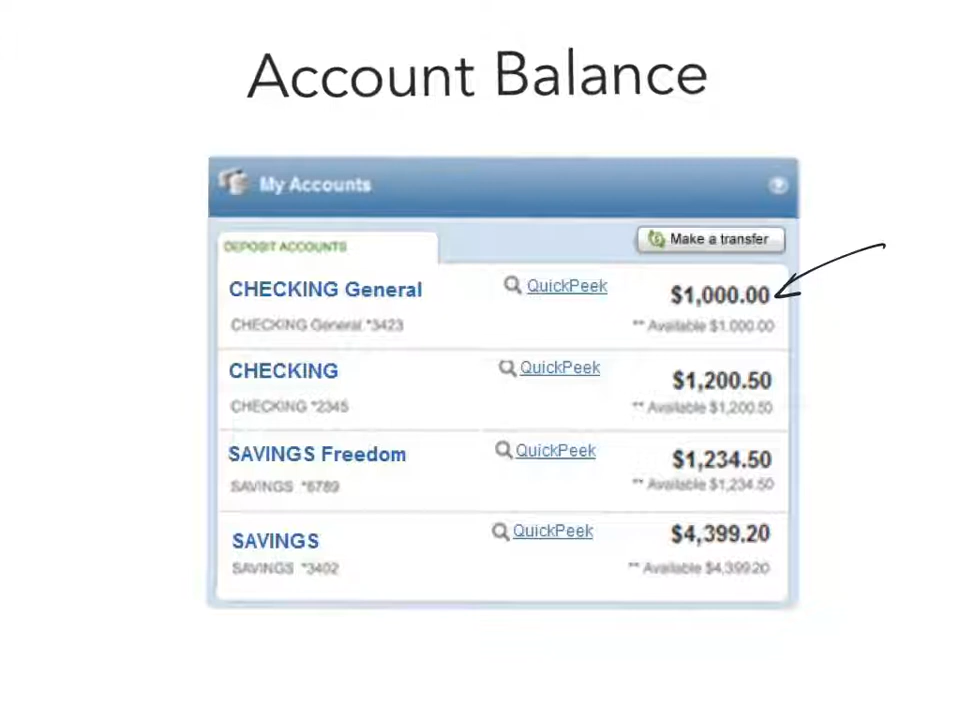 Account Balance
My Accounts
DEPOSIT ACCOUNTS
Make a transfer
CHECKING General
QuickPeek
$1,000.00
CHECKING General *3423
** Available $1,000.00
CHECKING
QuickPeek
$1,200.50
CHECKING *2345
** Available $1,200.50
SAVINGS Freedom
QuickPeek
$1,234.50
SAVINGS *6789
** Available $1,234.50
SAVINGS
QuickPeek
$4,399.20
SAVINGS *3402
** Available $4,399.20